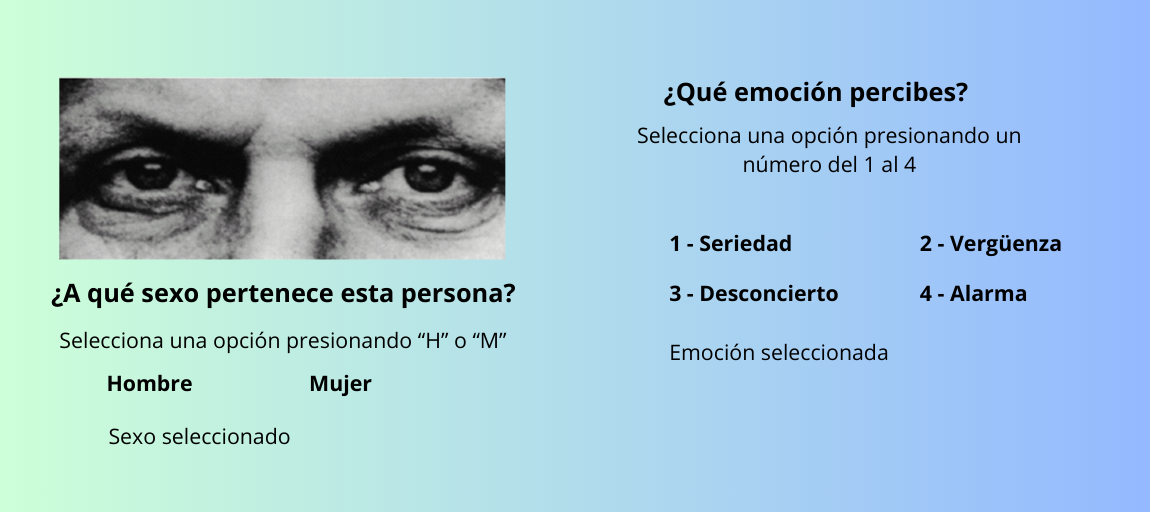 ¿A qué sexo pertenece esta persona?
Selecciona una opción presionando “H” o “M”
Hombre Mujer
Sexo seleccionado
¿Qué emoción percibes?
Selecciona una opción presionando un
número del 1 al 4
1 - Seriedad 2 - Vergüenza
3 - Desconcierto 4 - Alarma
Emoción seleccionada